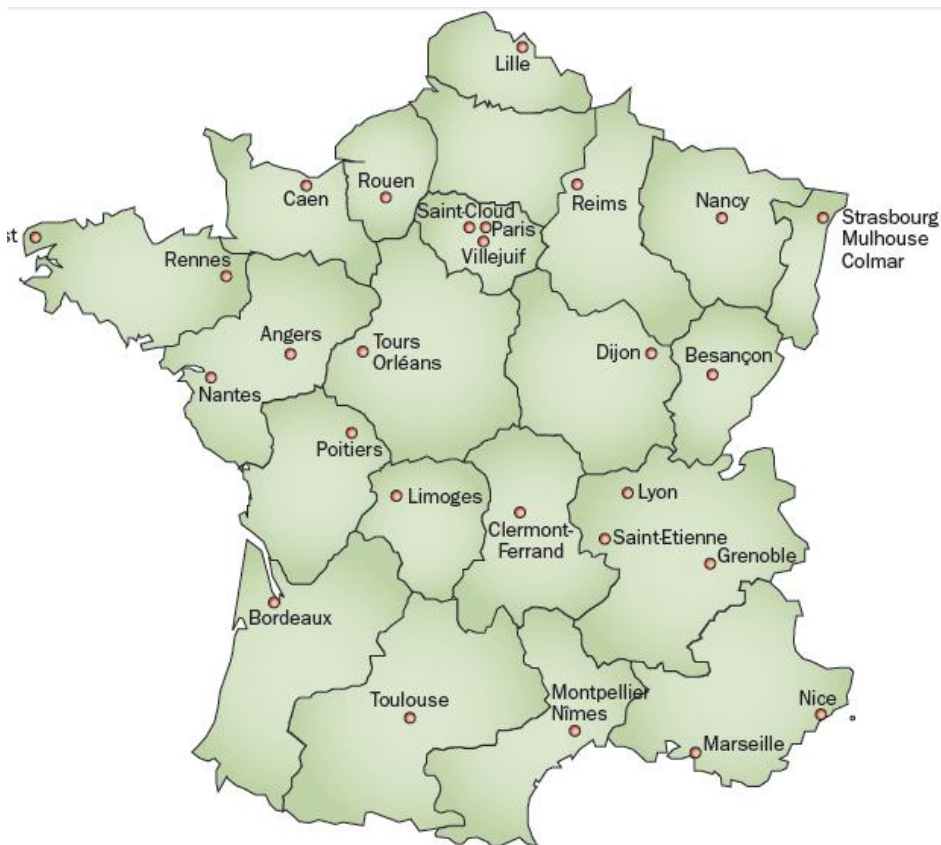 Lille
Caen
Rouen
Reims
Nancy
Saint-Cloud
Paris
Villejuif
Strasbourg
Mulhouse
Colmar
st
Rennes
Angers
Tours
Orléans
Dijon
Besançon
Nantes
Poitiers
Limoges
Lyon
Clermont-
Ferrand
Saint-Etienne
Grenoble
Bordeaux
Toulouse
Montpellier
Nîmes
Nice
Marseille